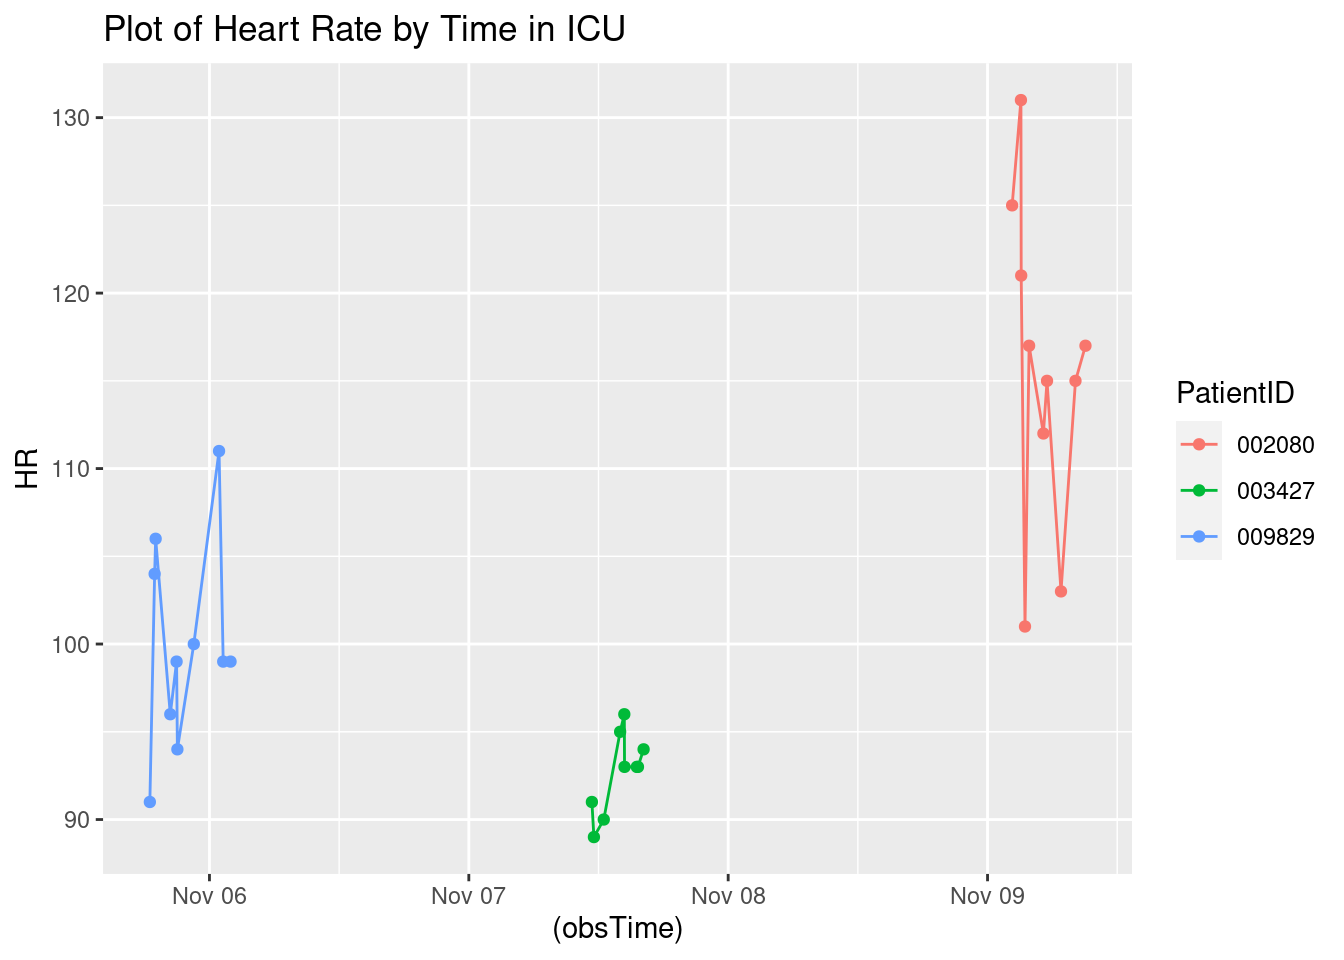 Plot of Heart Rate by Time in ICU
130
120
110
100
90
HR
Nov 06
Nov 07
Nov 08
Nov 09
(obsTime)
PatientID
002080
003427
009829